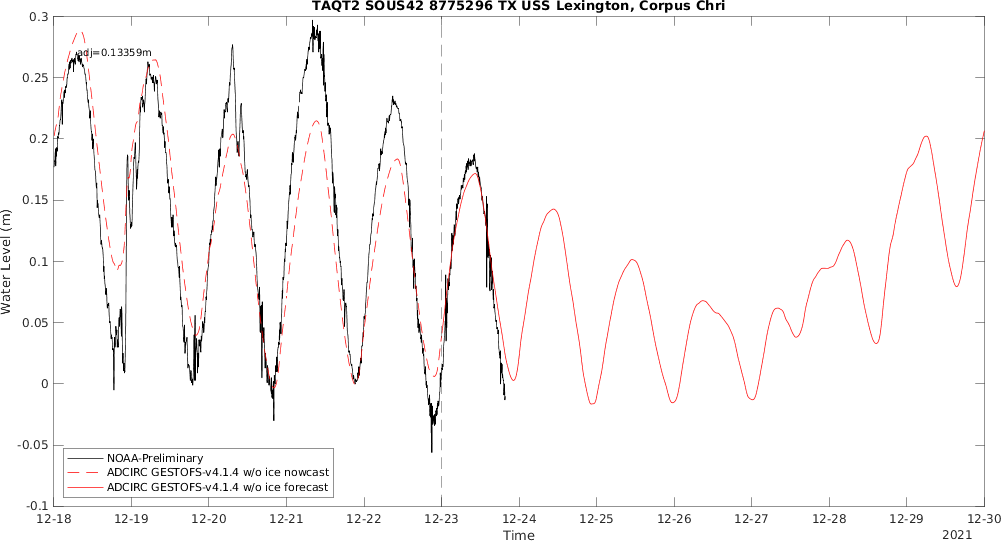 TAQT2 SOUS42 8775296 TX USS Lexington, Corpus Chri
adj=0.13359m
0.3
0.25
0.2
0.15
0.1
0.05
0
-0.05
-0.1
Water Level (m)
NOAA-Preliminary
ADCIRC GESTOFS-v4.1.4 w/o ice nowcast
ADCIRC GESTOFS-v4.1.4 w/o ice forecast
12-18 12-19 12-20 12-21 12-22 12-23 12-24 12-25 12-26 12-27 12-28 12-29 12-30
Time
2021